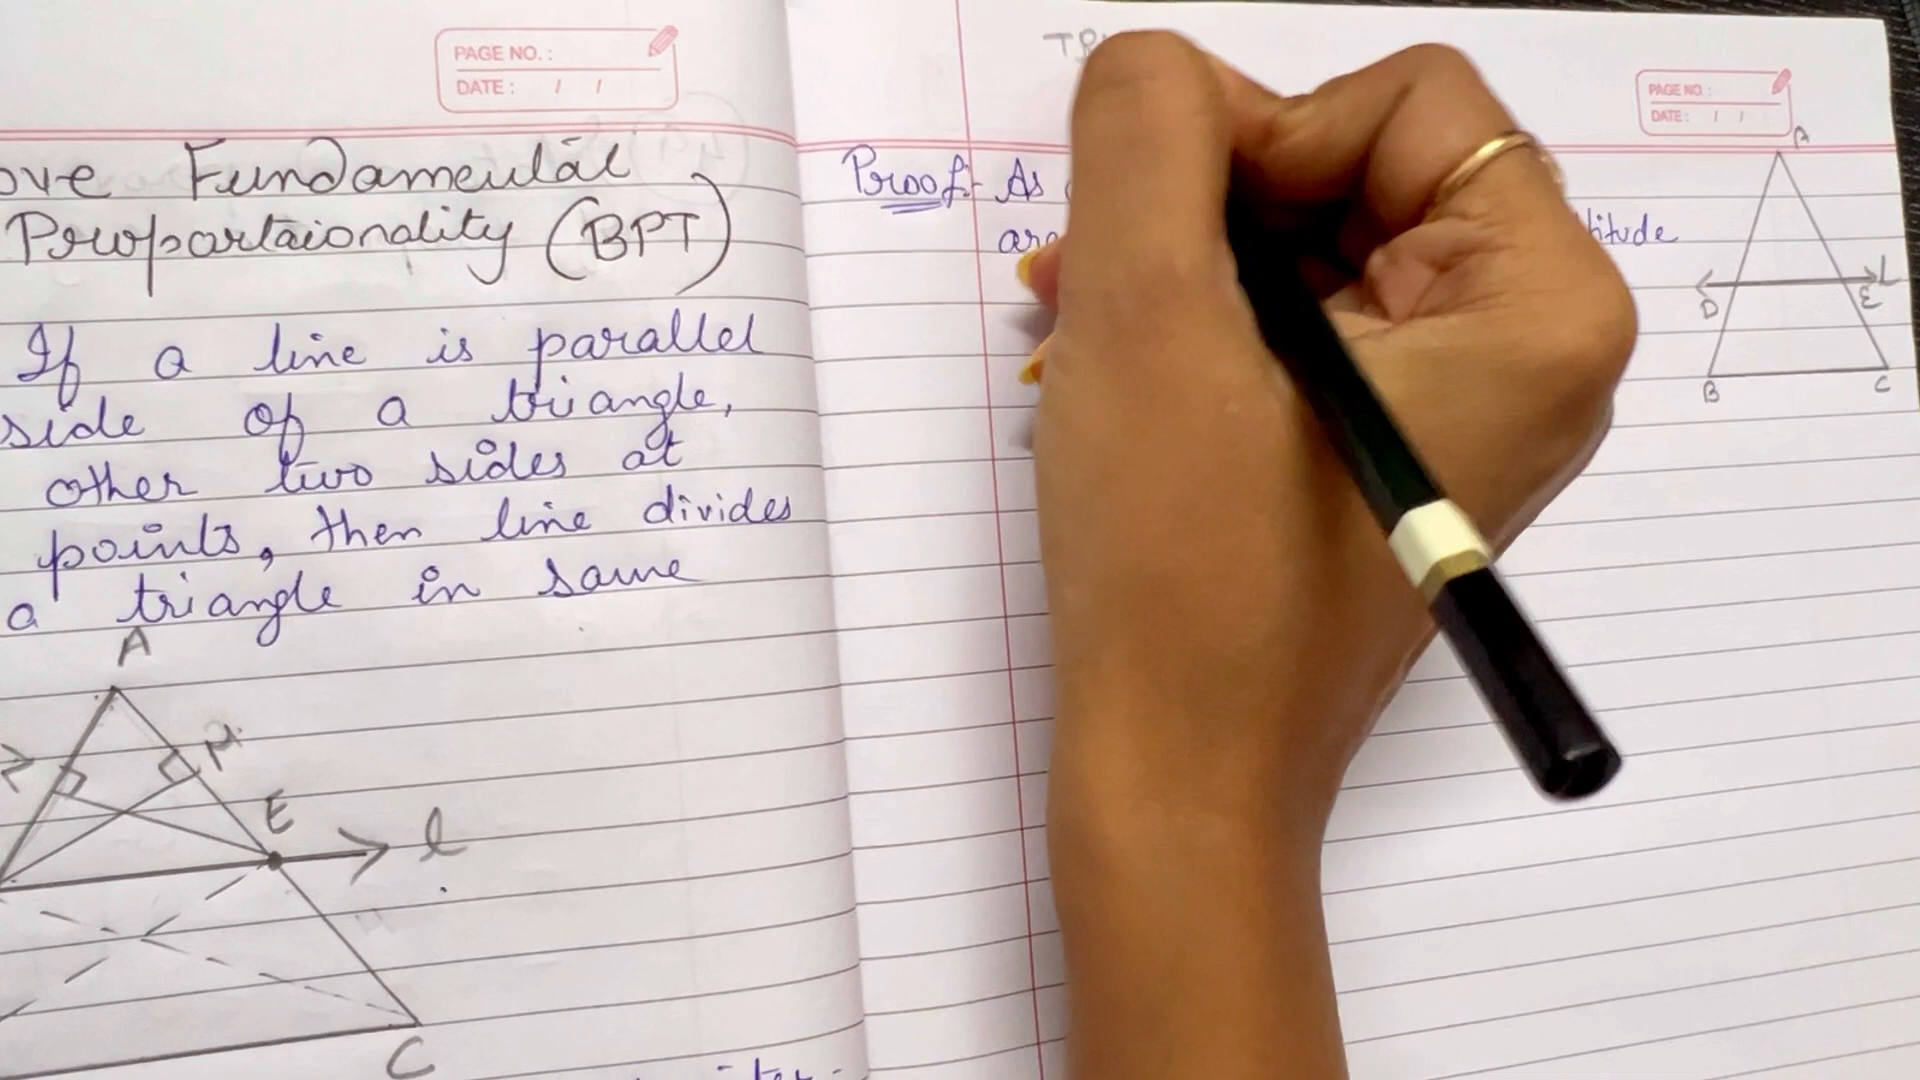 PAGE NO. :
DATE : / /
ove Fundamental
Proportaionality (BPT)
If a line is parallel
side of a triangle,
other two sides at
points, then line divides
a triangle in same
A
E
l
C
PAGE NO. :
DATE : / /
Proof:- As
A
L
D
E
B
C